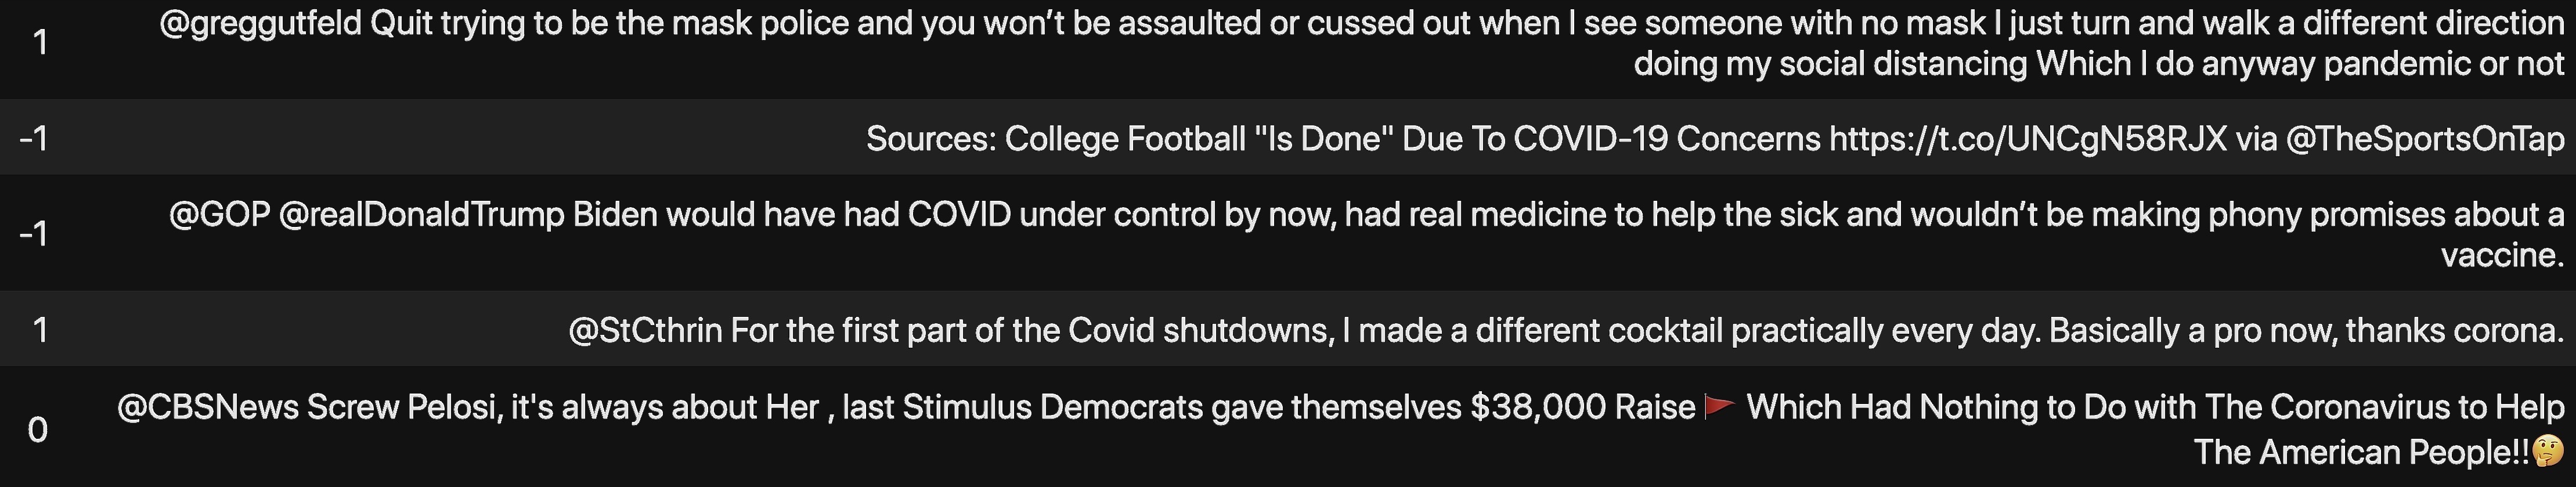 1 @greggutfeld Quit trying to be the mask police and you won’t be assaulted or cussed out when I see someone with no mask I just turn and walk a different direction
doing my social distancing Which I do anyway pandemic or not
-1 Sources: College Football "Is Done" Due To COVID-19 Concerns https://t.co/UNCgN58RJX via @TheSportsOnTap
-1 @GOP @realDonaldTrump Biden would have had COVID under control by now, had real medicine to help the sick and wouldn’t be making phony promises about a
vaccine.
1 @StCthrin For the first part of the Covid shutdowns, I made a different cocktail practically every day. Basically a pro now, thanks corona.
0 @CBSNews Screw Pelosi, it's always about Her , last Stimulus Democrats gave themselves $38,000 Raise 🚩 Which Had Nothing to Do with The Coronavirus to Help
The American People!!🤔